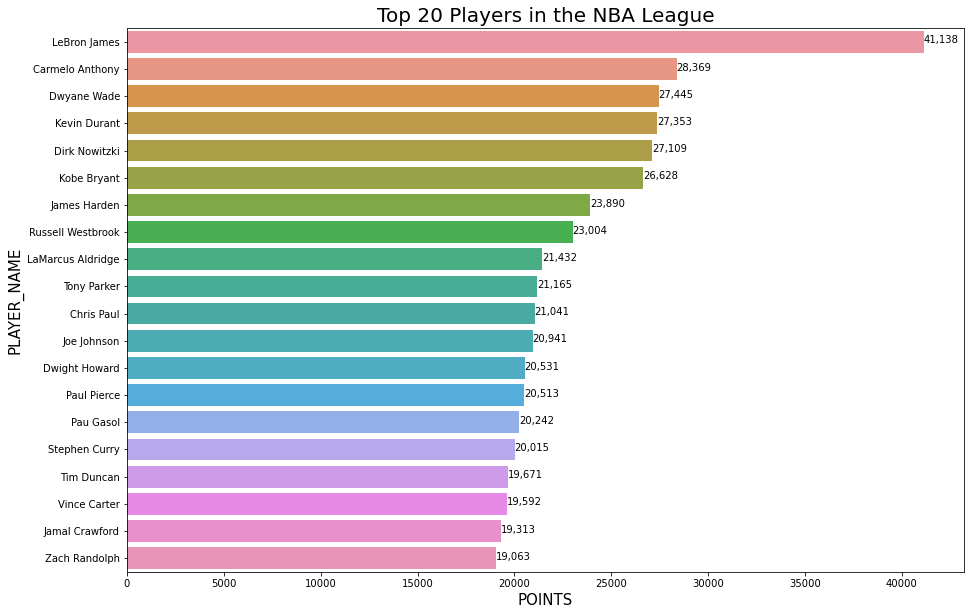 Top 20 Players in the NBA League
PLAYER_NAME
LeBron James 41,138
Carmelo Anthony 28,369
Dwyane Wade 27,445
Kevin Durant 27,353
Dirk Nowitzki 27,109
Kobe Bryant 26,628
James Harden 23,890
Russell Westbrook 23,004
LaMarcus Aldridge 21,432
Tony Parker 21,165
Chris Paul 21,041
Joe Johnson 20,941
Dwight Howard 20,531
Paul Pierce 20,513
Pau Gasol 20,242
Stephen Curry 20,015
Tim Duncan 19,671
Vince Carter 19,592
Jamal Crawford 19,313
Zach Randolph 19,063
0 5000 10000 15000 20000 25000 30000 35000 40000
POINTS